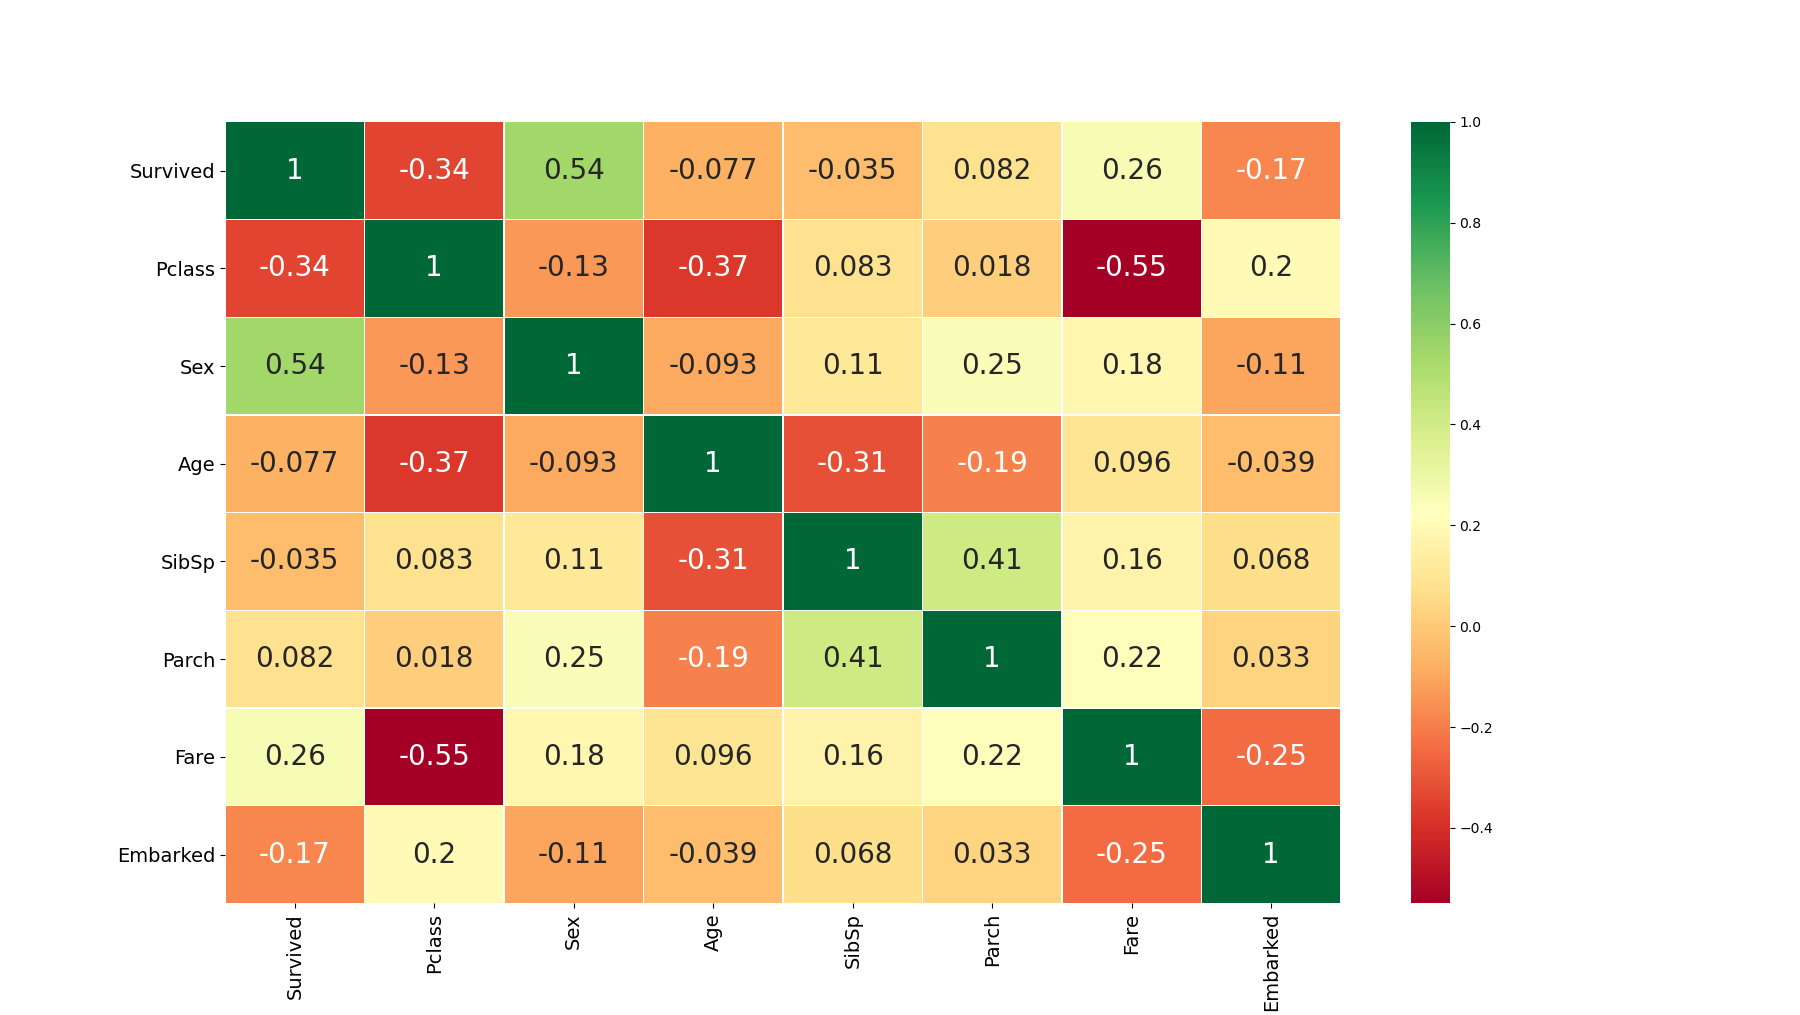 Survived 1 -0.34 0.54 -0.077 -0.035 0.082 0.26 -0.17
Pclass -0.34 1 -0.13 -0.37 0.083 0.018 -0.55 0.2
Sex 0.54 -0.13 1 -0.093 0.11 0.25 0.18 -0.11
Age -0.077 -0.37 -0.093 1 -0.31 -0.19 0.096 -0.039
SibSp -0.035 0.083 0.11 -0.31 1 0.41 0.16 0.068
Parch 0.082 0.018 0.25 -0.19 0.41 1 0.22 0.033
Fare 0.26 -0.55 0.18 0.096 0.16 0.22 1 -0.25
Embarked -0.17 0.2 -0.11 -0.039 0.068 0.033 -0.25 1
Survived Pclass Sex Age SibSp Parch Fare Embarked
1.0
0.8
0.6
0.4
0.2
0.0
−0.2
−0.4